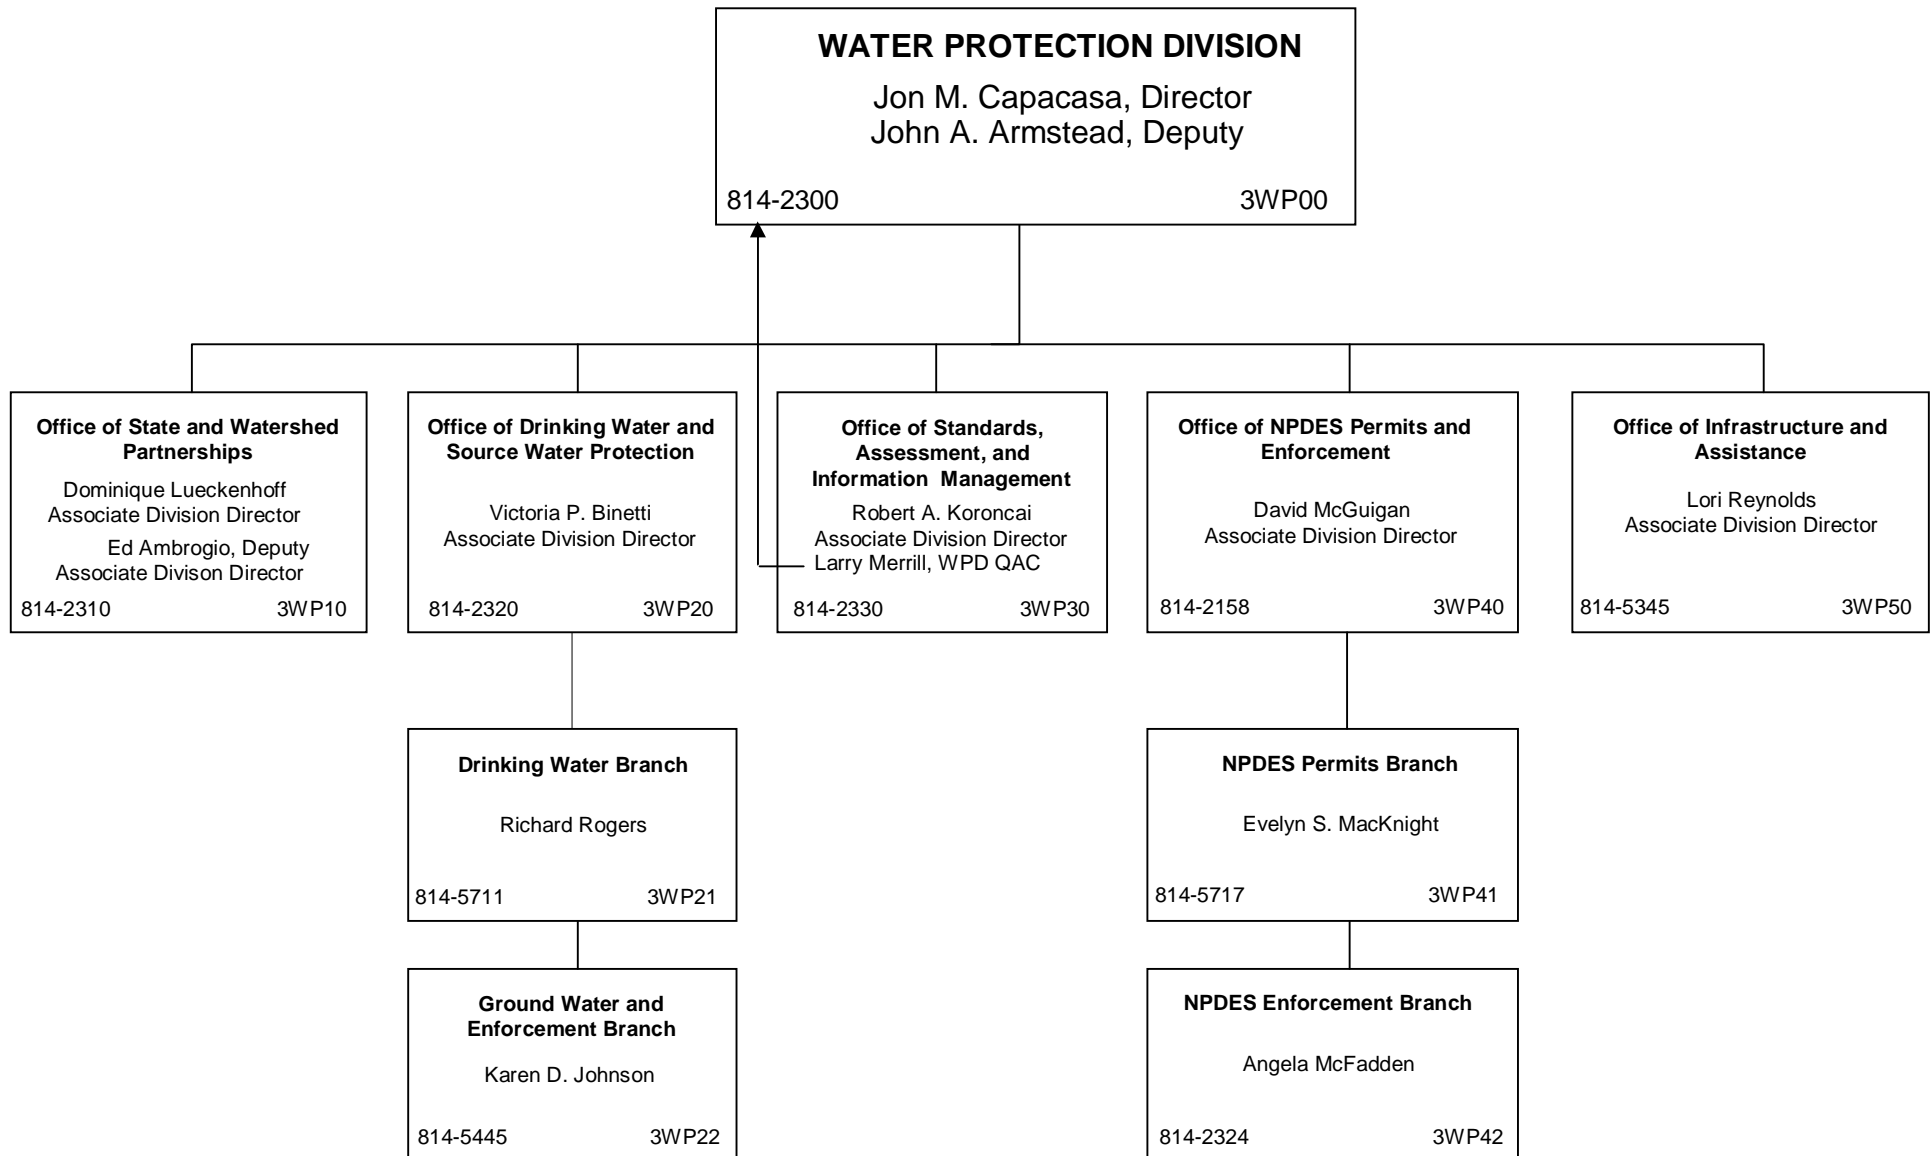 WATER PROTECTION DIVISION
Jon M. Capacasa, Director
John A. Armstead, Deputy
814-2300 3WP00
Office of State and Watershed
Partnerships
Dominique Lueckenhoff
Associate Division Director
Ed Ambrogio, Deputy
Associate Divison Director
814-2310 3WP10
Office of Drinking Water and
Source Water Protection
Victoria P. Binetti
Associate Division Director
814-2320 3WP20
Office of Standards,
Assessment, and
Information Management
Robert A. Koroncai
Associate Division Director
Larry Merrill, WPD QAC
814-2330 3WP30
Office of NPDES Permits and
Enforcement
David McGuigan
Associate Division Director
814-2158 3WP40
Office of Infrastructure and
Assistance
Lori Reynolds
Associate Division Director
814-5345 3WP50
Drinking Water Branch
Richard Rogers
814-5711 3WP21
NPDES Permits Branch
Evelyn S. MacKnight
814-5717 3WP41
Ground Water and
Enforcement Branch
Karen D. Johnson
814-5445 3WP22
NPDES Enforcement Branch
Angela McFadden
814-2324 3WP42